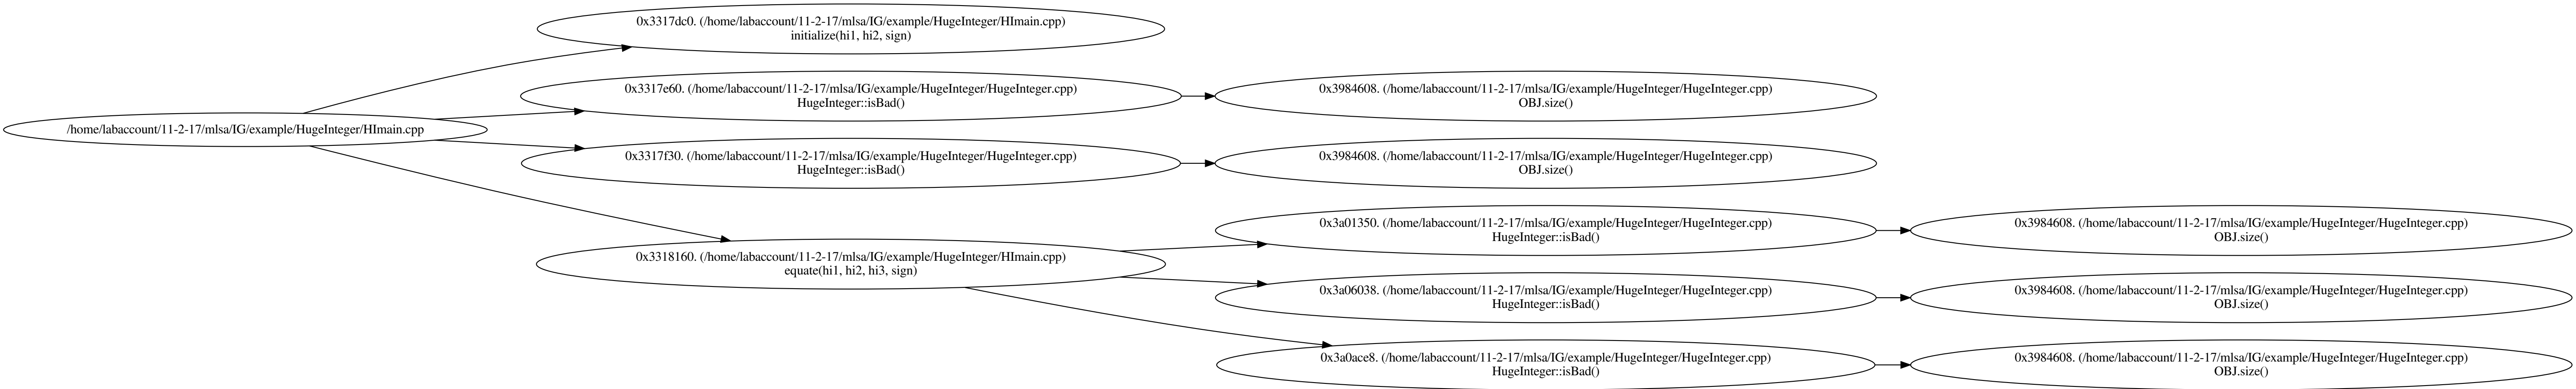 0x3317dc0. (/home/labaccount/11-2-17/mlsa/IG/example/HugeInteger/HImain.cpp)
initialize(hi1, hi2, sign)
0x3317e60. (/home/labaccount/11-2-17/mlsa/IG/example/HugeInteger/HugeInteger.cpp)
HugeInteger::isBad()
0x3984608. (/home/labaccount/11-2-17/mlsa/IG/example/HugeInteger/HugeInteger.cpp)
OBJ.size()
/home/labaccount/11-2-17/mlsa/IG/example/HugeInteger/HImain.cpp
0x3317f30. (/home/labaccount/11-2-17/mlsa/IG/example/HugeInteger/HugeInteger.cpp)
HugeInteger::isBad()
0x3984608. (/home/labaccount/11-2-17/mlsa/IG/example/HugeInteger/HugeInteger.cpp)
OBJ.size()
0x3318160. (/home/labaccount/11-2-17/mlsa/IG/example/HugeInteger/HImain.cpp)
equate(hi1, hi2, hi3, sign)
0x3a01350. (/home/labaccount/11-2-17/mlsa/IG/example/HugeInteger/HugeInteger.cpp)
HugeInteger::isBad()
0x3984608. (/home/labaccount/11-2-17/mlsa/IG/example/HugeInteger/HugeInteger.cpp)
OBJ.size()
0x3a06038. (/home/labaccount/11-2-17/mlsa/IG/example/HugeInteger/HugeInteger.cpp)
HugeInteger::isBad()
0x3984608. (/home/labaccount/11-2-17/mlsa/IG/example/HugeInteger/HugeInteger.cpp)
OBJ.size()
0x3a0ace8. (/home/labaccount/11-2-17/mlsa/IG/example/HugeInteger/HugeInteger.cpp)
HugeInteger::isBad()
0x3984608. (/home/labaccount/11-2-17/mlsa/IG/example/HugeInteger/HugeInteger.cpp)
OBJ.size()